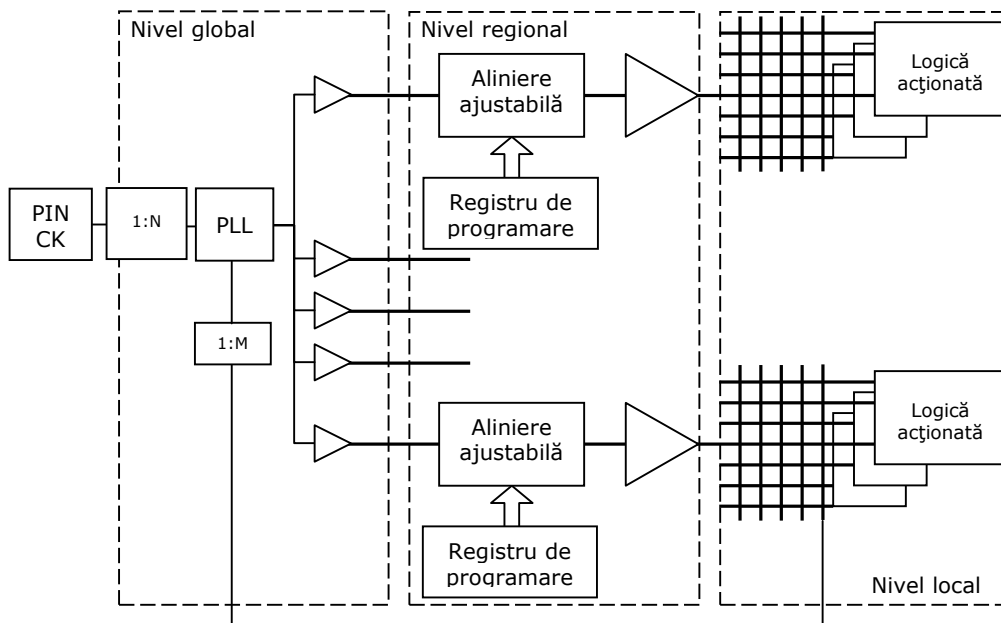 Nivel global
Nivel regional
Aliniere
ajustabilă
Logică
acţionată
Registru de
programare
PIN
CK
1:N
PLL
1:M
Aliniere
ajustabilă
Logică
acţionată
Registru de
programare
Nivel local